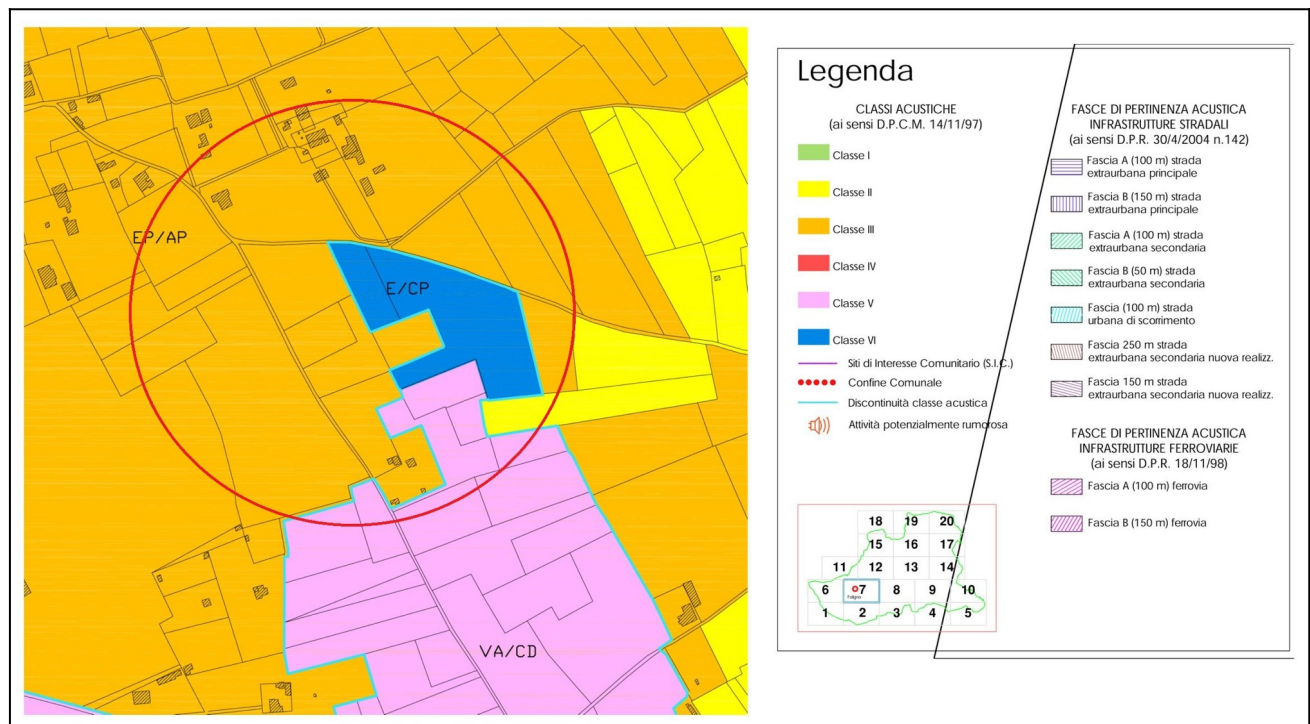 EP/AP
E/CP
VA/CD
Legenda
CLASSI ACUSTICHE
(ai sensi D.P.C.M. 14/11/97)
Classe I
Classe II
Classe III
Classe IV
Classe V
Classe VI
Siti di Interesse Comunitario (S.I.C.)
Confine Comunale
Discontinuità classe acustica
Attività potenzialmente rumorosa
FASCE DI PERTINENZA ACUSTICA
INFRASTRUTTURE STRADALI
(ai sensi D.P.R. 30/4/2004 n.142)
Fascia A (100 m) strada
extraurbana principale
Fascia B (150 m) strada
extraurbana principale
Fascia A (100 m) strada
extraurbana secondaria
Fascia B (50 m) strada
extraurbana secondaria
Fascia (100 m) strada
urbana di scorrimento
Fascia 250 m strada
extraurbana secondaria nuova realizz.
Fascia 150 m strada
extraurbana secondaria nuova realizz.
FASCE DI PERTINENZA ACUSTICA
INFRASTRUTTURE FERROVIARIE
(ai sensi D.P.R. 18/11/98)
Fascia A (100 m) ferrovia
Fascia B (150 m) ferrovia
18 19 20
15 16 17
11 12 13 14
6 7 8 9 10
Foligno
1 2 3 4 5